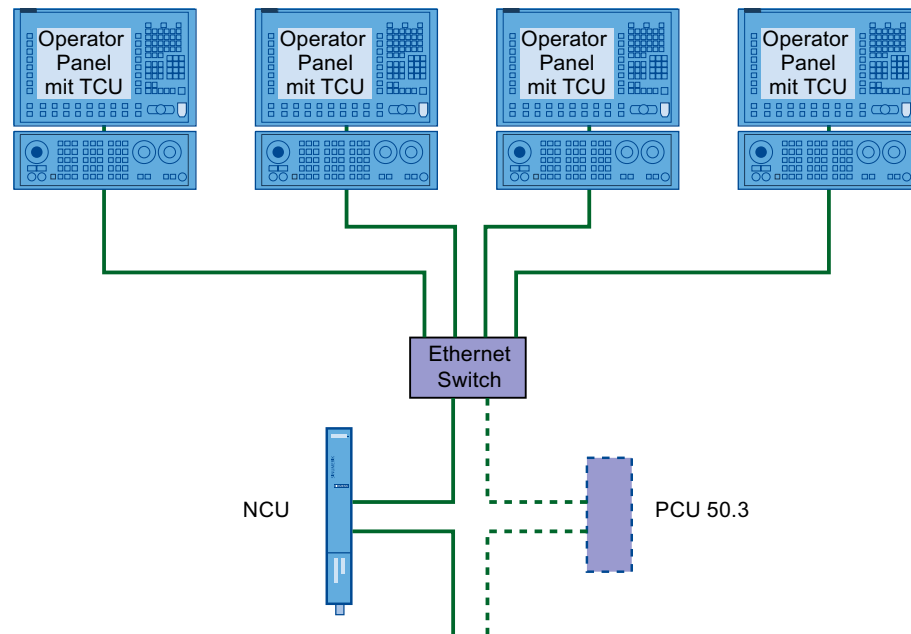 Operator
Panel
mit TCU
Operator
Panel
mit TCU
Operator
Panel
mit TCU
Operator
Panel
mit TCU
Ethernet
Switch
NCU
PCU 50.3